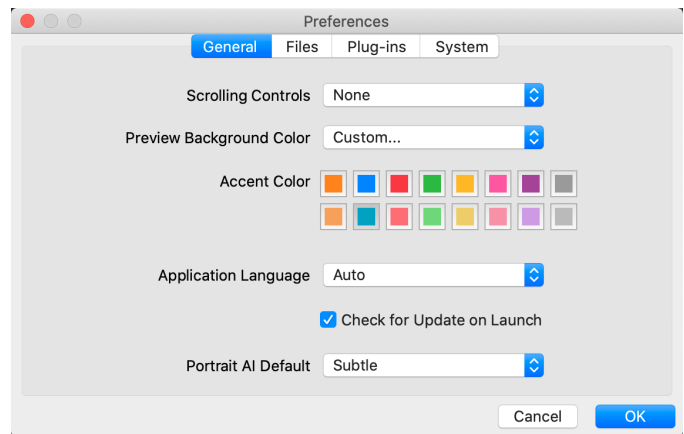 Preferences
General Files Plug-ins System
Scrolling Controls None
Preview Background Color Custom...
Accent Color
Application Language Auto
Check for Update on Launch
Portrait AI Default Subtle
Cancel OK